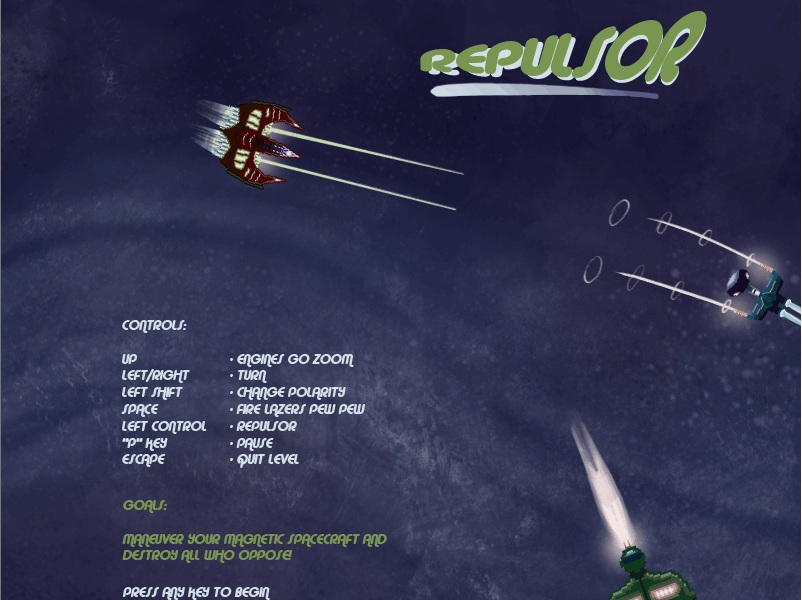 REPULSOR
CONTROLS:
UP · ENGINES GO ZOOM
LEFT/RIGHT · TURN
LEFT SHIFT · CHANGE POLARITY
SPACE · FIRE LAZERS PEW PEW
LEFT CONTROL · REPULSOR
"P" KEY · PAUSE
ESCAPE · QUIT LEVEL
GOALS:
MANEUVER YOUR MAGNETIC SPACECRAFT AND
DESTROY ALL WHO OPPOSE!
PRESS ANY KEY TO BEGIN